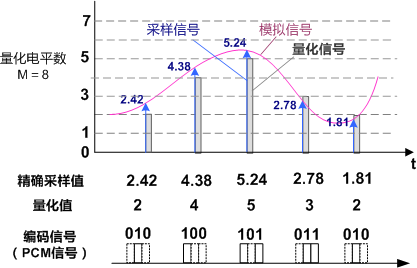 7
采样信号
模拟信号
5.24
量化信号
量化电平数
M = 8
5
4.38
3
2.42
2.78
1.81
1
0
t
精确采样值 2.42 4.38 5.24 2.78 1.81
量化值 2 4 5 3 2
编码信号 010 100 101 011 010
（PCM信号）